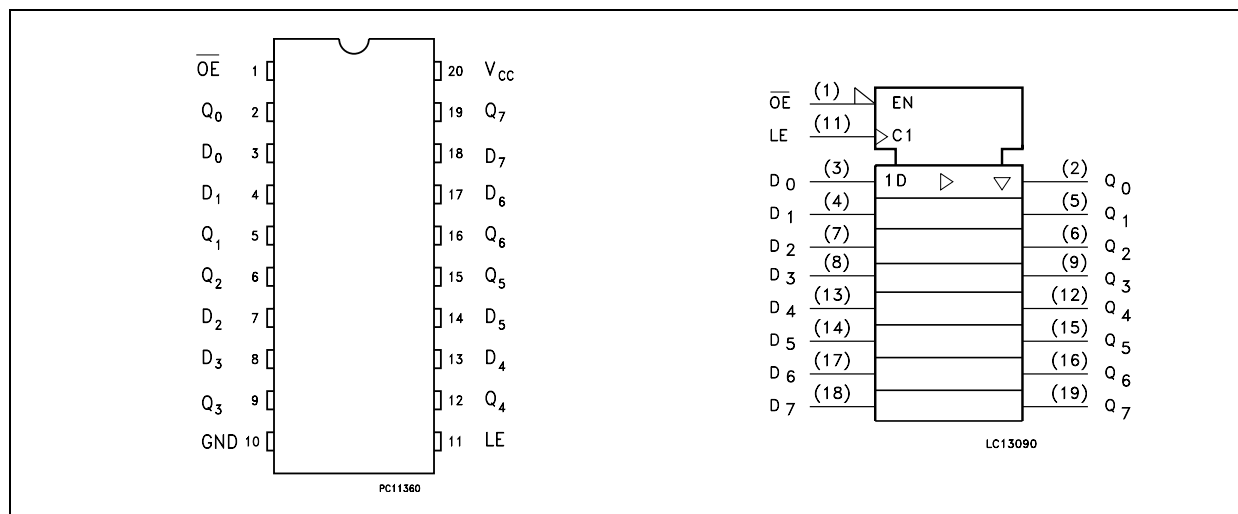 O̅E̅ 1 20 VCC
Q0 2 19 Q7
D0 3 18 D7
D1 4 17 D6
Q1 5 16 Q6
Q2 6 15 Q5
D2 7 14 D5
D3 8 13 D4
Q3 9 12 Q4
GND 10 11 LE
PC11360
O̅E̅ (1) EN
LE (11) C1
D0 (3) 1D (2) Q0
D1 (4) (5) Q1
D2 (7) (6) Q2
D3 (8) (9) Q3
D4 (13) (12) Q4
D5 (14) (15) Q5
D6 (17) (16) Q6
D7 (18) (19) Q7
LC13090